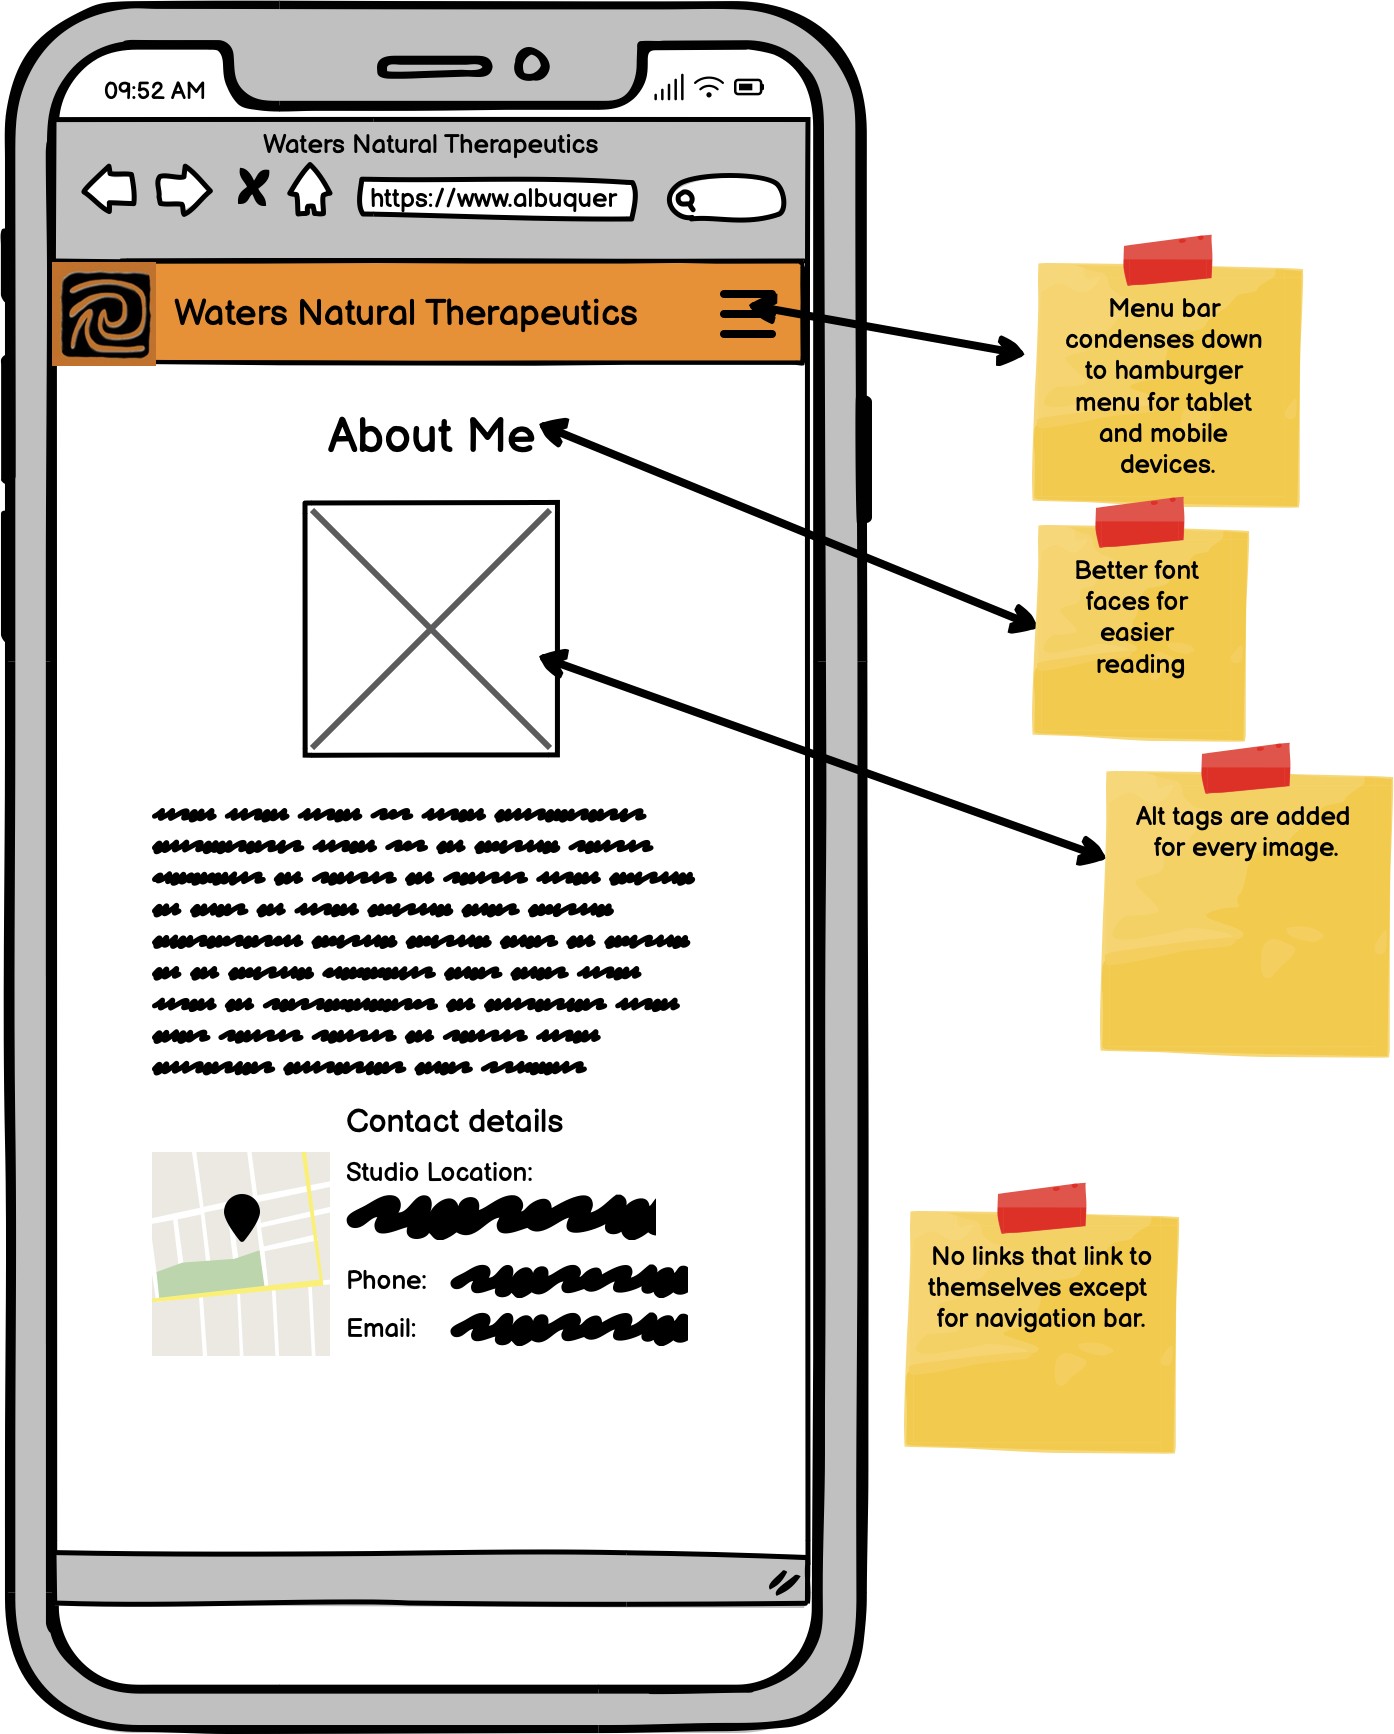 09:52 AM
Waters Natural Therapeutics
https://www.albuquer
Waters Natural Therapeutics
About Me
Contact details
Studio Location:
Phone:
Email:
Menu bar
condenses down
to hamburger
menu for tablet
and mobile
devices.
Better font
faces for
easier
reading
Alt tags are added
for every image.
No links that link to
themselves except
for navigation bar.